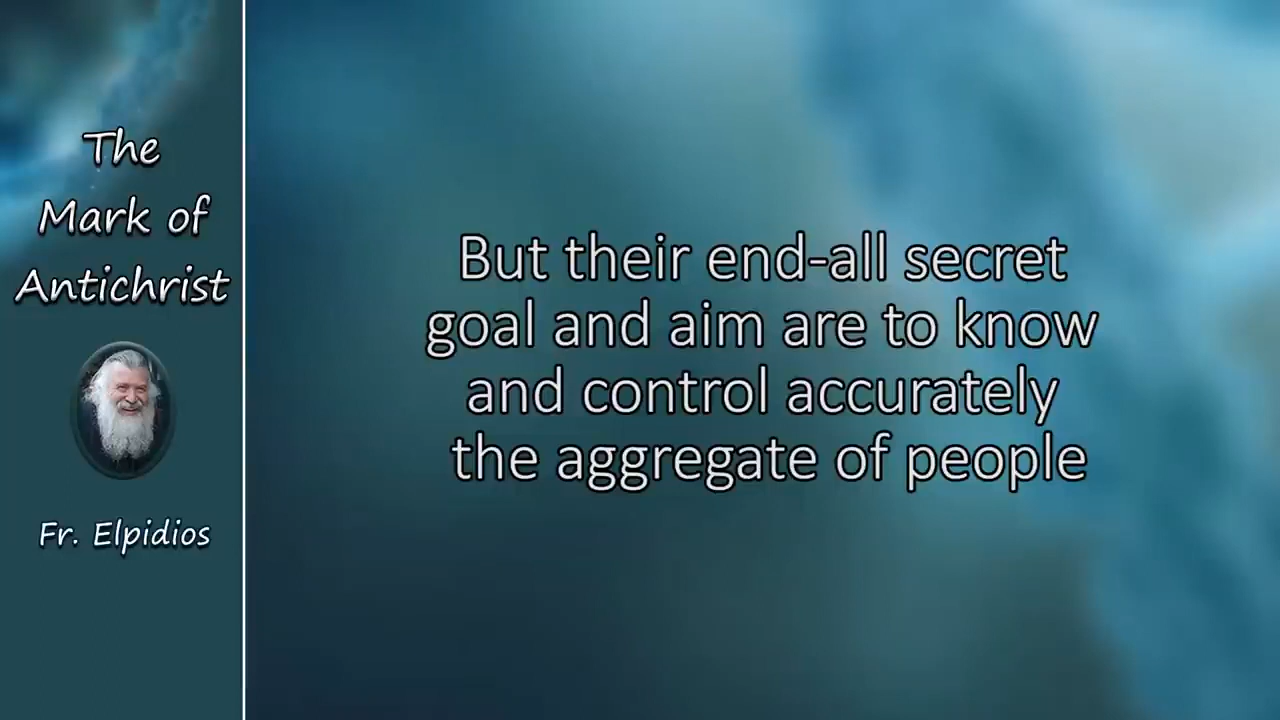 The
Mark of
Antichrist
Fr. Elpidios
But their end-all secret
goal and aim are to know
and control accurately
the aggregate of people